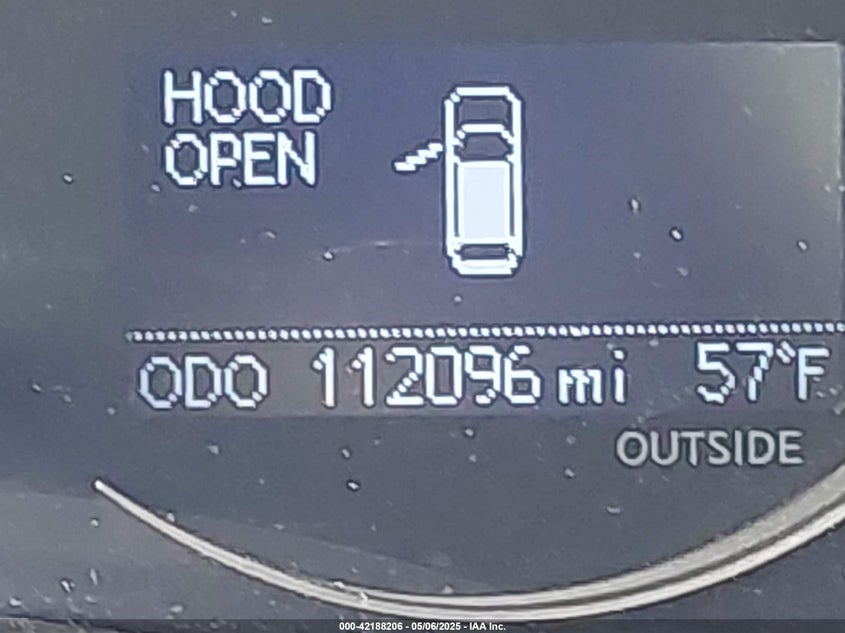 HOOD
OPEN
ODO 112096 mi 57°F
OUTSIDE
000-42188206 - 05/06/2025 - IAA Inc.